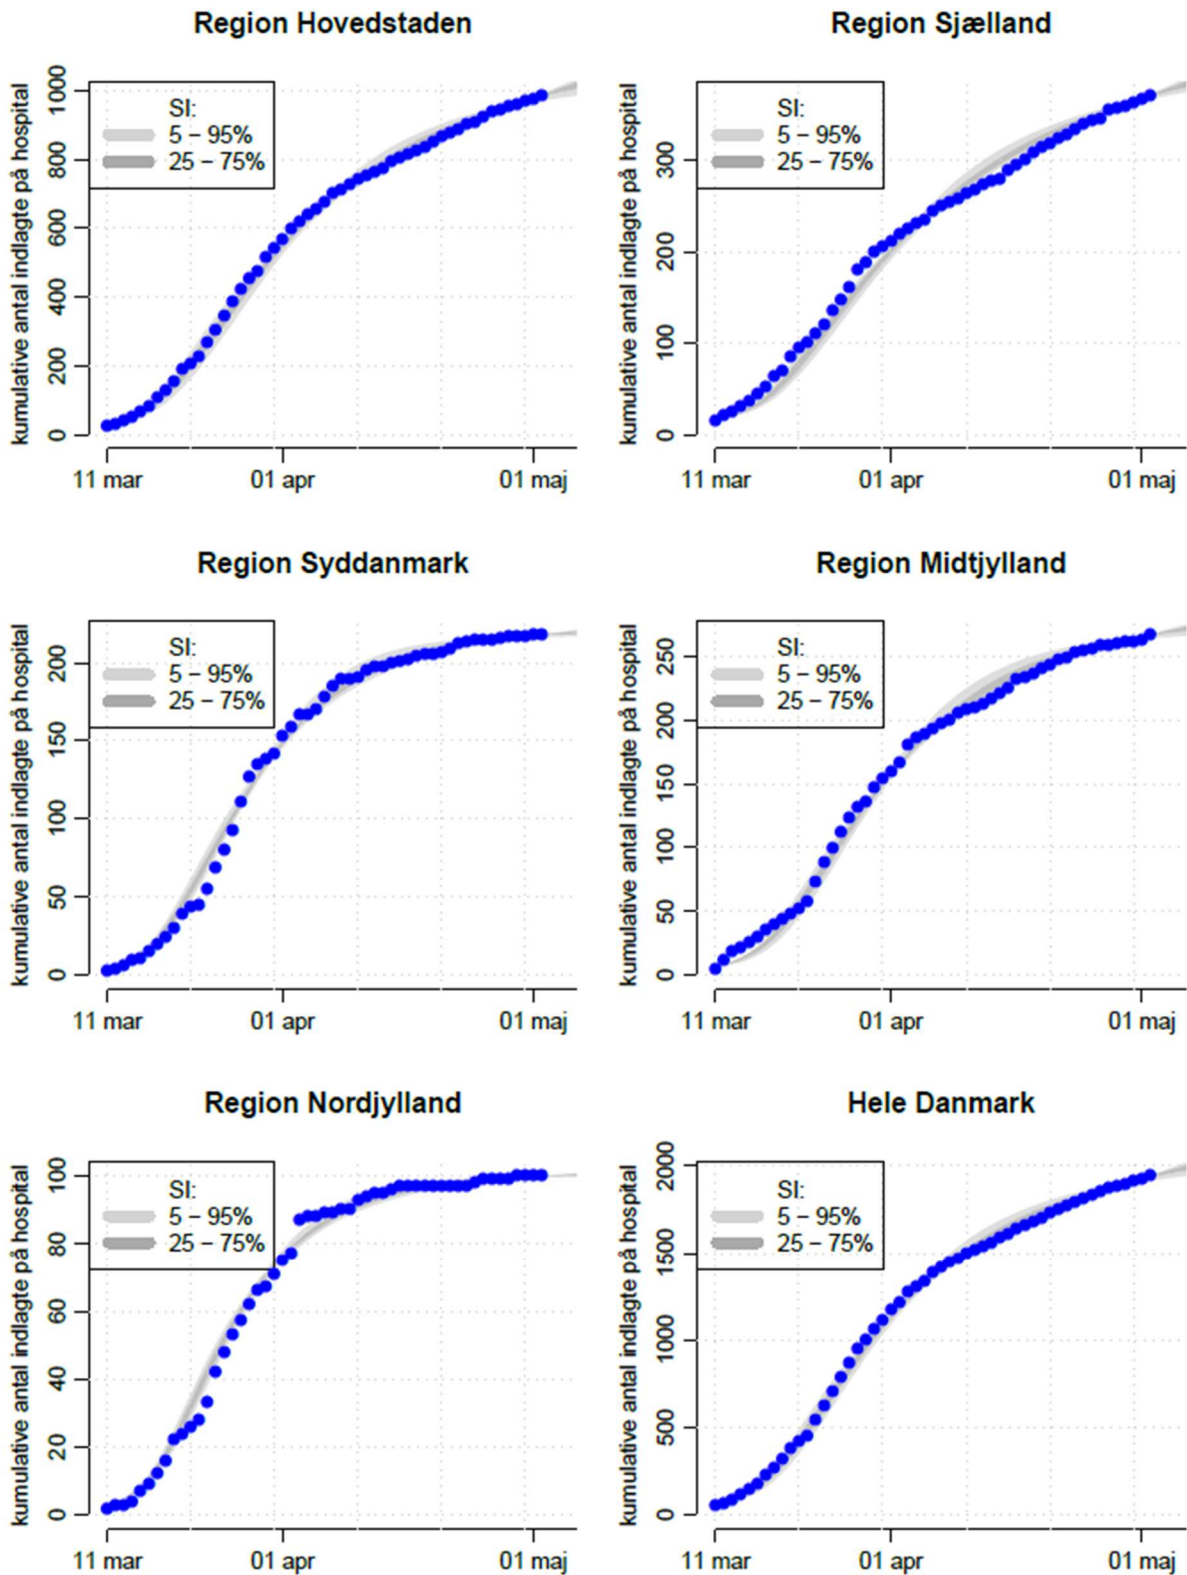 Region Hovedstaden
kumulative antal indlagte på hospital
1000
800
600
400
200
0
SI:
5 – 95%
25 – 75%
11 mar
01 apr
01 maj
Region Sjælland
kumulative antal indlagte på hospital
300
200
100
0
SI:
5 – 95%
25 – 75%
11 mar
01 apr
01 maj
Region Syddanmark
kumulative antal indlagte på hospital
200
150
100
50
0
SI:
5 – 95%
25 – 75%
11 mar
01 apr
01 maj
Region Midtjylland
kumulative antal indlagte på hospital
250
200
150
100
50
0
SI:
5 – 95%
25 – 75%
11 mar
01 apr
01 maj
Region Nordjylland
kumulative antal indlagte på hospital
100
80
60
40
20
0
SI:
5 – 95%
25 – 75%
11 mar
01 apr
01 maj
Hele Danmark
kumulative antal indlagte på hospital
2000
1500
1000
500
0
SI:
5 – 95%
25 – 75%
11 mar
01 apr
01 maj